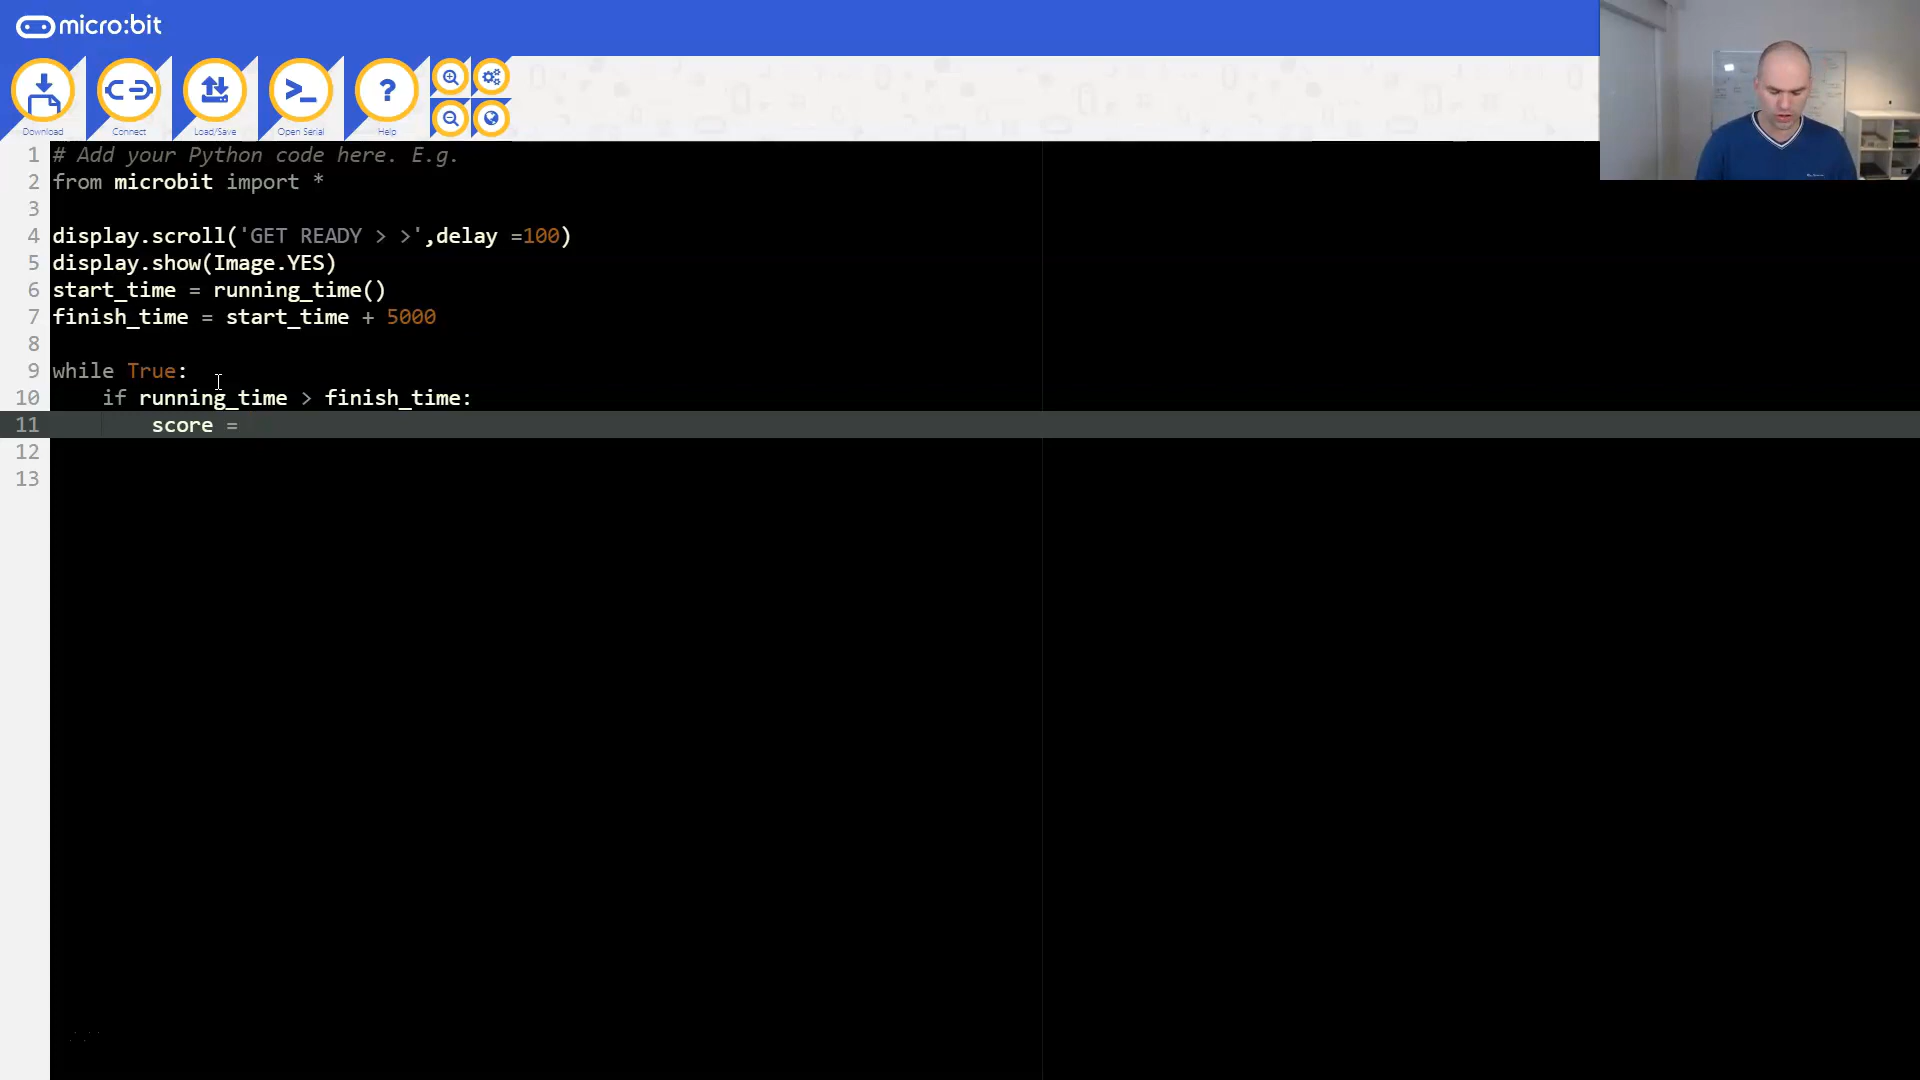 micro:bit
Download
Connect
Load/Save
Open Serial
Help
1 # Add your Python code here. E.g.
2 from microbit import *
3
4 display.scroll('GET READY > >',delay =100)
5 display.show(Image.YES)
6 start_time = running_time()
7 finish_time = start_time + 5000
8
9 while True:
10 if running_time > finish_time:
11 score =
12
13